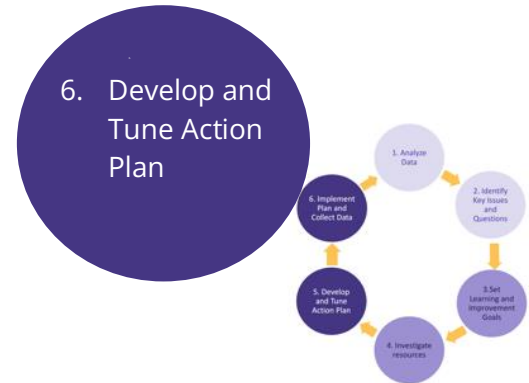 6. Develop and
Tune Action
Plan
1. Analyze
Data
2. Identify
Key Issues
and
Questions
3.Set
Learning and
Improvement
Goals
4. Investigate
resources
5. Develop
and Tune
Action Plan
6. Implement
Plan and
Collect Data